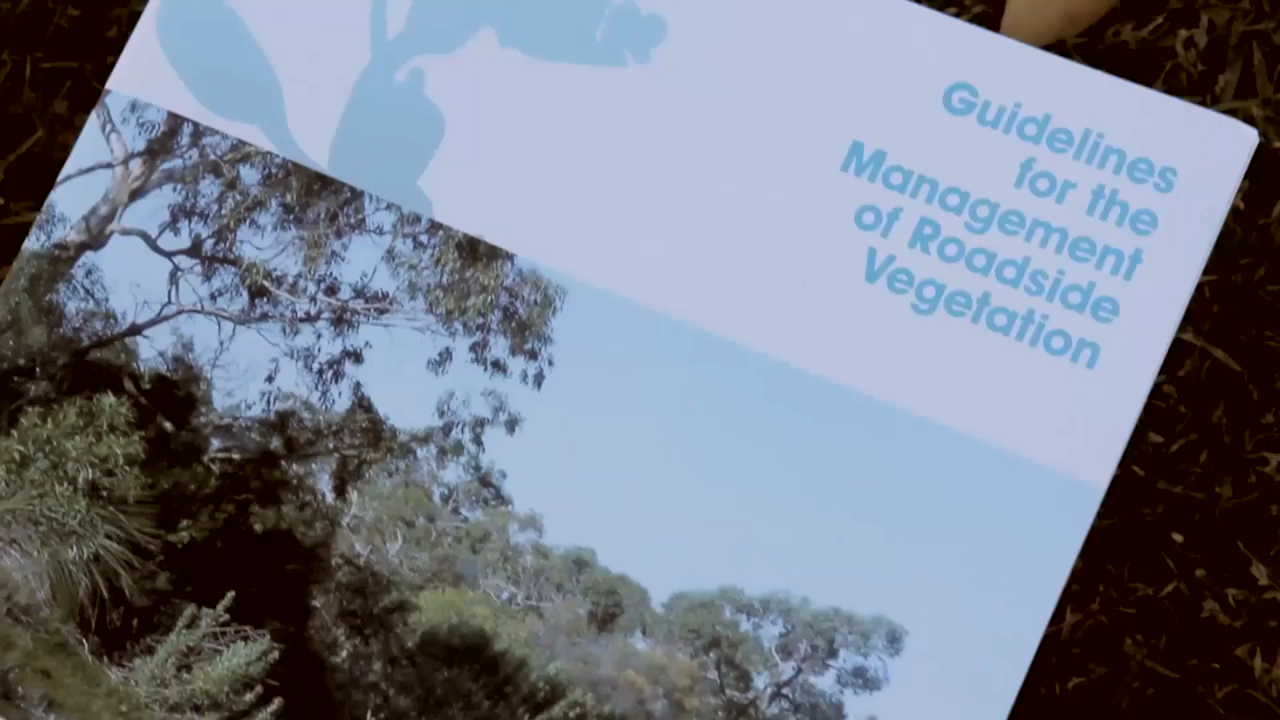 Guidelines
for the
Management
of Roadside
Vegetation